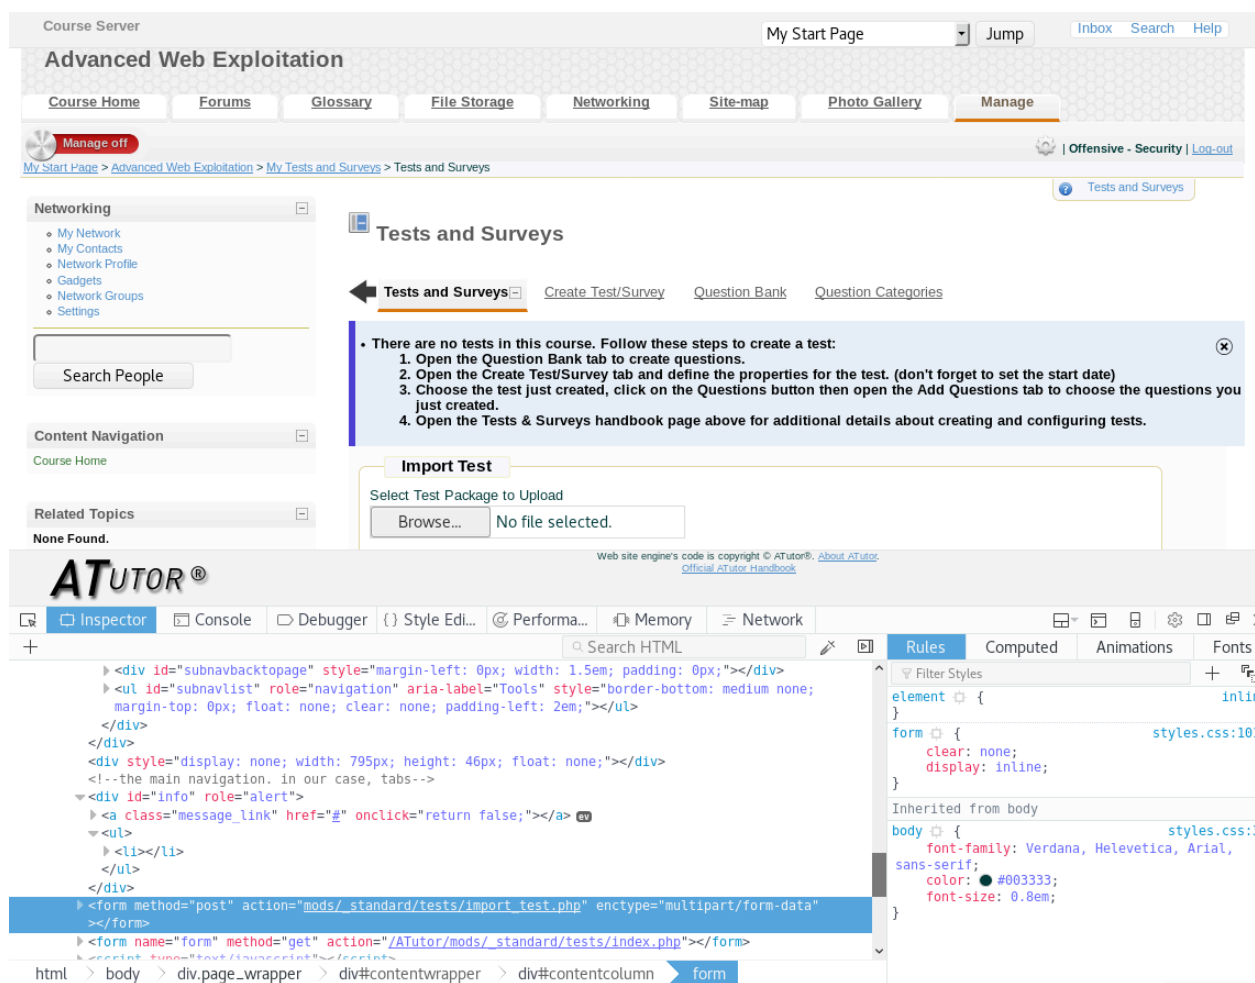 Course Server
My Start Page Jump Inbox Search Help
Advanced Web Exploitation
Course Home Forums Glossary File Storage Networking Site-map Photo Gallery Manage
Manage off
| Offensive - Security | Log-out
My Start Page > Advanced Web Exploitation > My Tests and Surveys > Tests and Surveys
Tests and Surveys
Networking
My Network
My Contacts
Network Profile
Gadgets
Network Groups
Settings
Search People
Content Navigation
Course Home
Related Topics
None Found.
Tests and Surveys
Tests and Surveys Create Test/Survey Question Bank Question Categories
• There are no tests in this course. Follow these steps to create a test:
1. Open the Question Bank tab to create questions.
2. Open the Create Test/Survey tab and define the properties for the test. (don't forget to set the start date)
3. Choose the test just created, click on the Questions button then open the Add Questions tab to choose the questions you
just created.
4. Open the Tests & Surveys handbook page above for additional details about creating and configuring tests.
Import Test
Select Test Package to Upload
Browse... No file selected.
ATUTOR ®
Web site engine's code is copyright © ATutor®. About ATutor.
Official ATutor Handbook
Inspector Console Debugger {} Style Edi... Performa... Memory Network
+ Search HTML
<div id="subnavbacktopage" style="margin-left: 0px; width: 1.5em; padding: 0px;"></div>
<ul id="subnavlist" role="navigation" aria-label="Tools" style="border-bottom: medium none;
margin-top: 0px; float: none; clear: none; padding-left: 2em;"></ul>
</div>
</div>
<div style="display: none; width: 795px; height: 46px; float: none;"></div>
<!--the main navigation. in our case, tabs-->
<div id="info" role="alert">
<a class="message_link" href="#" onclick="return false;"></a> ev
<ul>
<li></li>
</ul>
</div>
<form method="post" action="mods/_standard/tests/import_test.php" enctype="multipart/form-data"
></form>
<form name="form" method="get" action="/ATutor/mods/_standard/tests/index.php"></form>
<script type="text/javascript"></script>
html body div.page_wrapper div#contentwrapper div#contentcolumn form
Rules Computed Animations Fonts
Filter Styles +
element { inlin
}
form { styles.css:101
clear: none;
display: inline;
}
Inherited from body
body { styles.css:1
font-family: Verdana, Helevetica, Arial,
sans-serif;
color: #003333;
font-size: 0.8em;
}